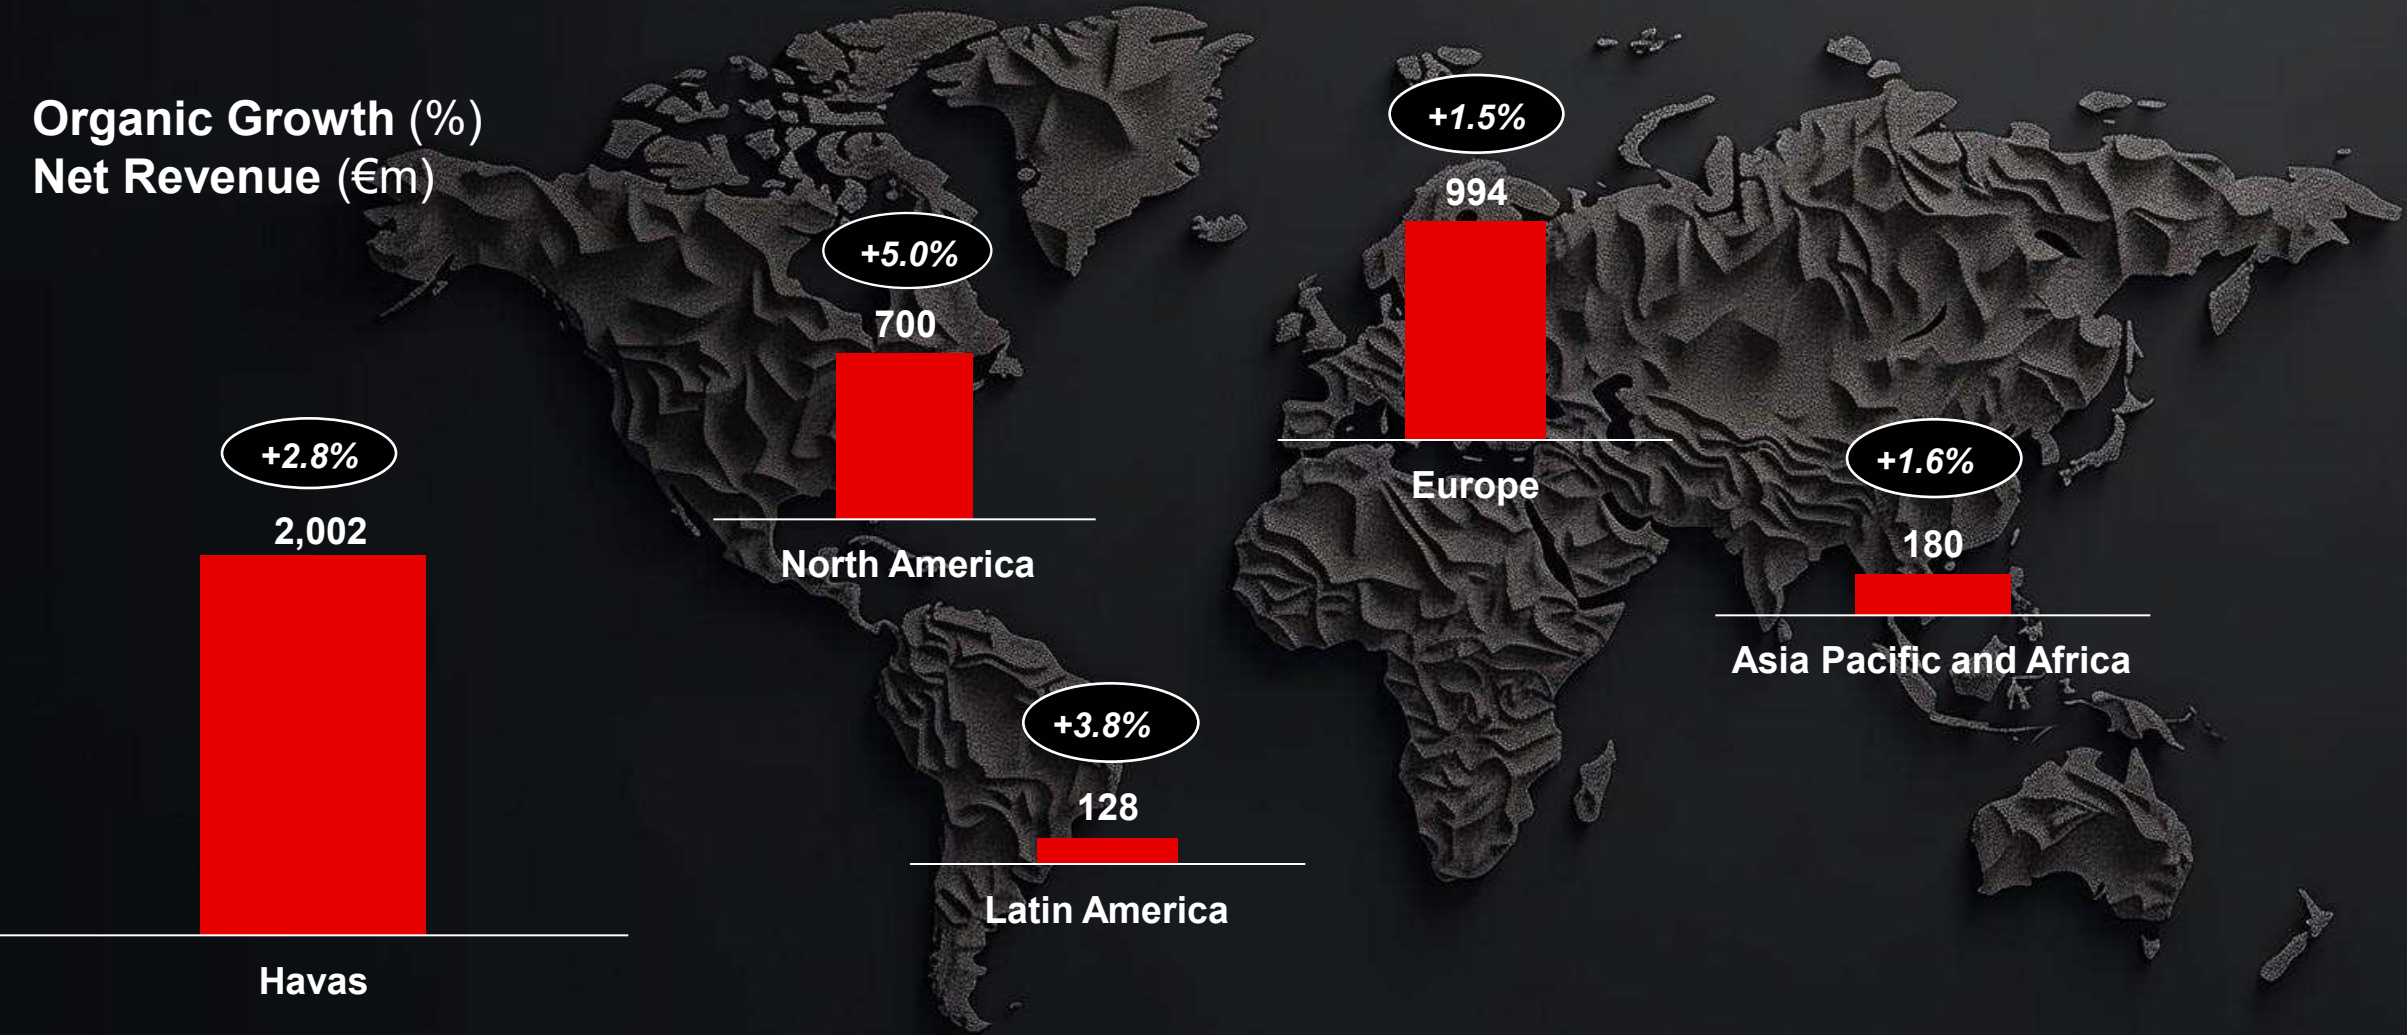 Organic Growth (%)
Net Revenue (€m)
+2.8%
2,002
Havas
+5.0%
700
North America
+3.8%
128
Latin America
+1.5%
994
Europe
+1.6%
180
Asia Pacific and Africa